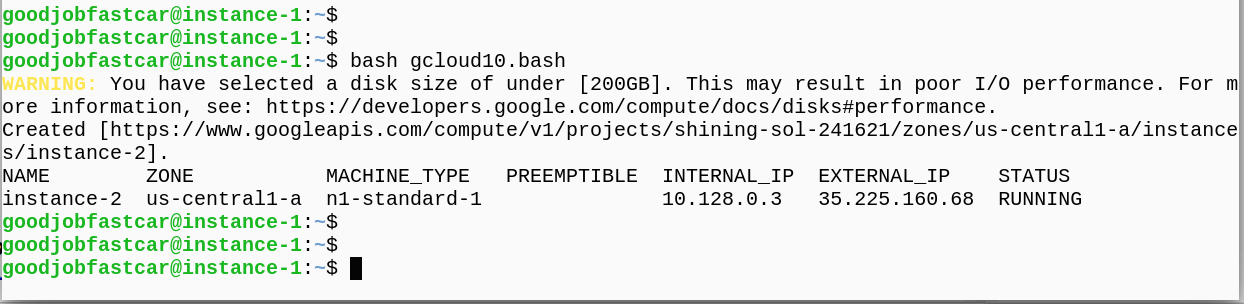 goodjobfastcar@instance-1:~$
goodjobfastcar@instance-1:~$
goodjobfastcar@instance-1:~$ bash gcloud10.bash
WARNING: You have selected a disk size of under [200GB]. This may result in poor I/O performance. For m
ore information, see: https://developers.google.com/compute/docs/disks#performance.
Created [https://www.googleapis.com/compute/v1/projects/shining-sol-241621/zones/us-central1-a/instance
s/instance-2].
NAME        ZONE           MACHINE_TYPE   PREEMPTIBLE  INTERNAL_IP  EXTERNAL_IP    STATUS
instance-2  us-central1-a  n1-standard-1               10.128.0.3   35.225.160.68  RUNNING
goodjobfastcar@instance-1:~$
goodjobfastcar@instance-1:~$
goodjobfastcar@instance-1:~$